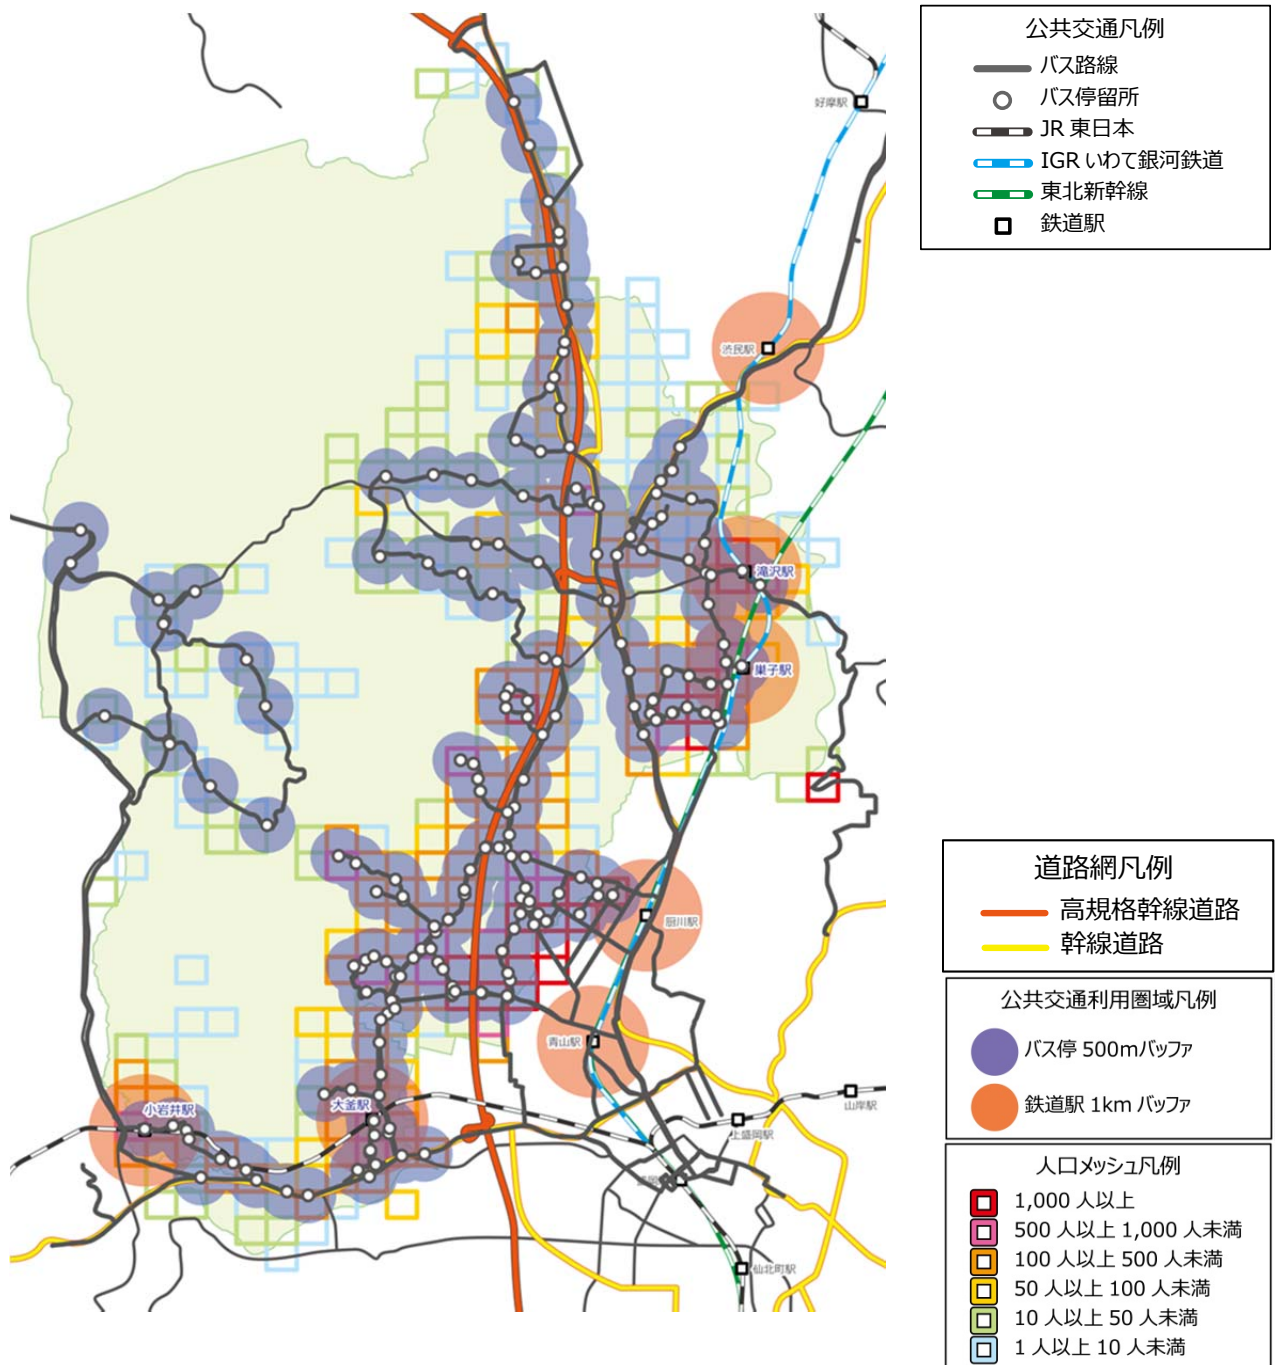 公共交通凡例
バス路線
バス停留所
JR 東日本
IGR いわて銀河鉄道
東北新幹線
鉄道駅
好摩駅
渋民駅
滝沢駅
巣子駅
厨川駅
青山駅
小岩井駅
大釜駅
山岸駅
上盛岡駅
仙北町駅
道路網凡例
高規格幹線道路
幹線道路
公共交通利用圏域凡例
バス停 500mバッファ
鉄道駅 1km バッファ
人口メッシュ凡例
1,000 人以上
500 人以上 1,000 人未満
100 人以上 500 人未満
50 人以上 100 人未満
10 人以上 50 人未満
1 人以上 10 人未満